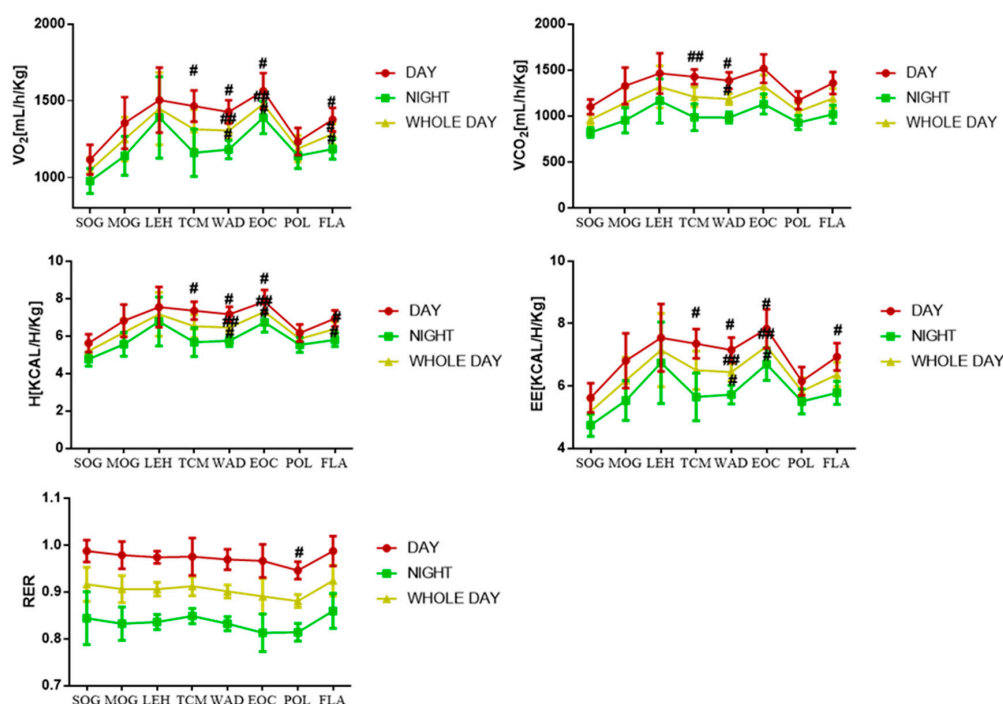 2000
1500
1000
VO2[mL/h/Kg]
# # # # ## # ## # # # #
SOG MOG LEH TCM WAD EOC POL FLA
DAY
NIGHT
WHOLE DAY
2000
1500
1000
500
0
VCO2[mL/h/Kg]
## # #
SOG MOG LEH TCM WAD EOC POL FLA
DAY
NIGHT
WHOLE DAY
8
6
4
2
0
H[KCAL/H/Kg]
# # # ## ## # # # #
SOG MOG LEH TCM WAD EOC POL FLA
DAY
NIGHT
WHOLE DAY
10
8
6
4
EE[KCAL/H/Kg]
# # # # ## ## # #
SOG MOG LEH TCM WAD EOC POL FLA
DAY
NIGHT
WHOLE DAY
1.1
1.0
0.9
0.8
0.7
RER
#
SOG MOG LEH TCM WAD EOC POL FLA
DAY
NIGHT
WHOLE DAY